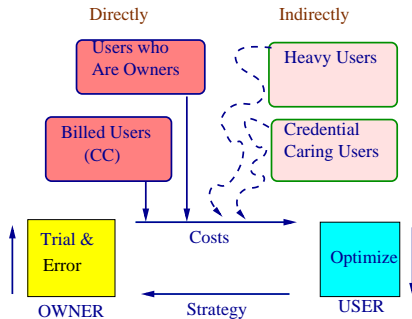 Directly
Indirectly
Users who
Are Owners
Heavy Users
Billed Users
(CC)
Credential
Caring Users
Trial &
Error
Costs
Optimize
OWNER
Strategy
USER